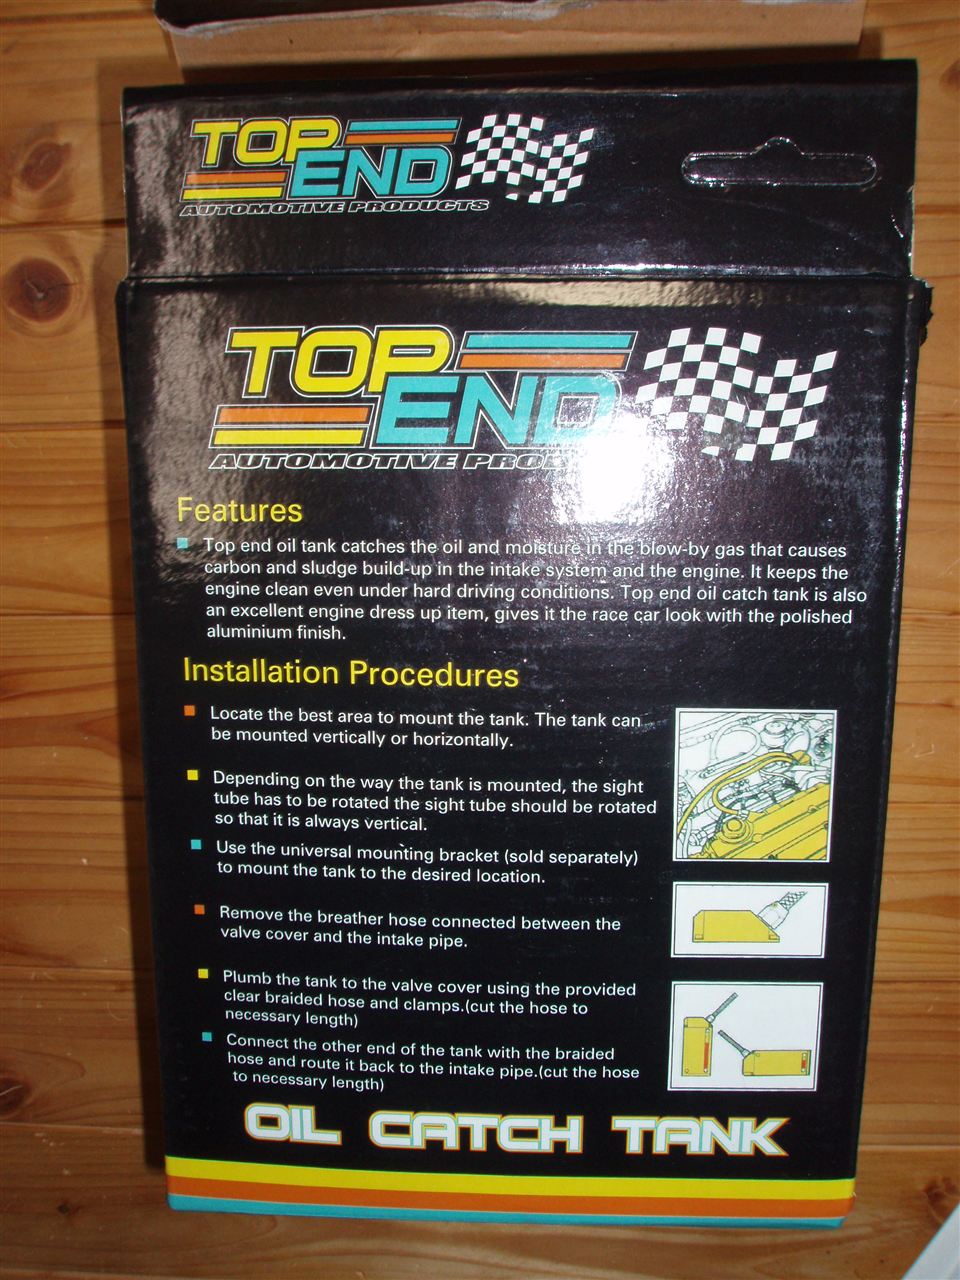 TOP
END
AUTOMOTIVE PRODUCTS
TOP
END
AUTOMOTIVE
Features
Top end oil tank catches the oil and moisture in the blow-by gas that causes
carbon and sludge build-up in the intake system and the engine. It keeps the
engine clean even under hard driving conditions. Top end oil catch tank is also
an excellent engine dress up item, gives it the race car look with the polished
aluminium finish.
Installation Procedures
Locate the best area to mount the tank. The tank can
be mounted vertically or horizontally.
Depending on the way the tank is mounted, the sight
tube has to be rotated the sight tube should be rotated
so that it is always vertical.
Use the universal mounting bracket (sold separately)
to mount the tank to the desired location.
Remove the breather hose connected between the
valve cover and the intake pipe.
Plumb the tank to the valve cover using the provided
clear braided hose and clamps.(cut the hose to
necessary length)
Connect the other end of the tank with the braided
hose and route it back to the intake pipe.(cut the hose
to necessary length)
OIL CATCH TANK